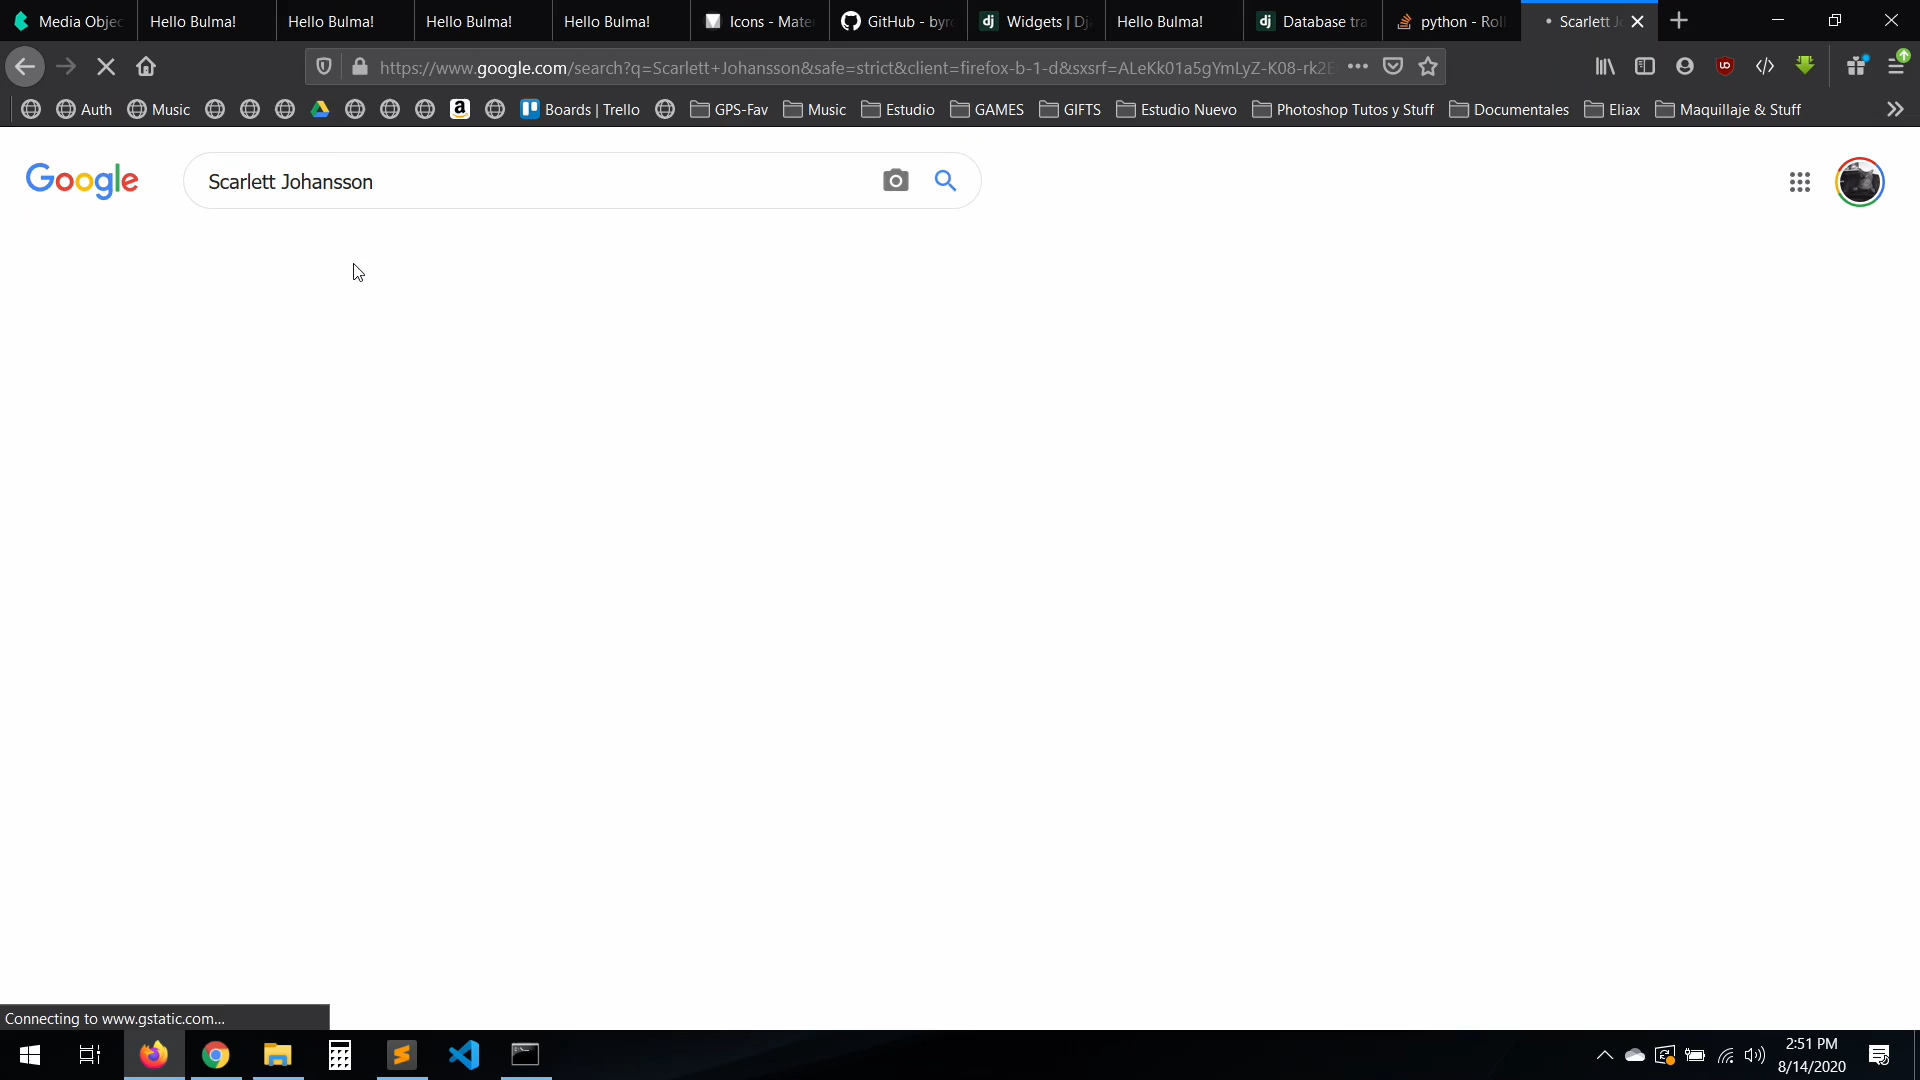 Media Objec
Hello Bulma!
Hello Bulma!
Hello Bulma!
Hello Bulma!
Icons - Mate
GitHub - byr
Widgets | Dj
Hello Bulma!
Database tra
python - Roll
Scarlett Jo
https://www.google.com/search?q=Scarlett+Johansson&safe=strict&client=firefox-b-1-d&sxsrf=ALeKk01a5gYmLyZ-K08-rk2E
Auth
Music
Boards | Trello
GPS-Fav
Music
Estudio
GAMES
GIFTS
Estudio Nuevo
Photoshop Tutos y Stuff
Documentales
Eliax
Maquillaje & Stuff
Google
Scarlett Johansson
Connecting to www.gstatic.com...
2:51 PM
8/14/2020